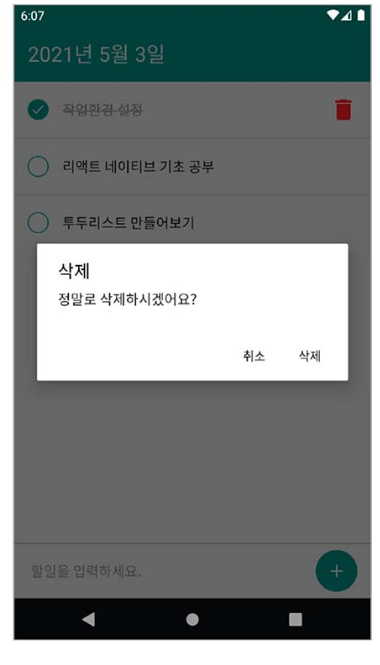 6:07
2021년 5월 3일
작업환경 설정
리액트 네이티브 기초 공부
투두리스트 만들어보기
삭제
정말로 삭제하시겠어요?
취소 삭제
할일을 입력하세요.